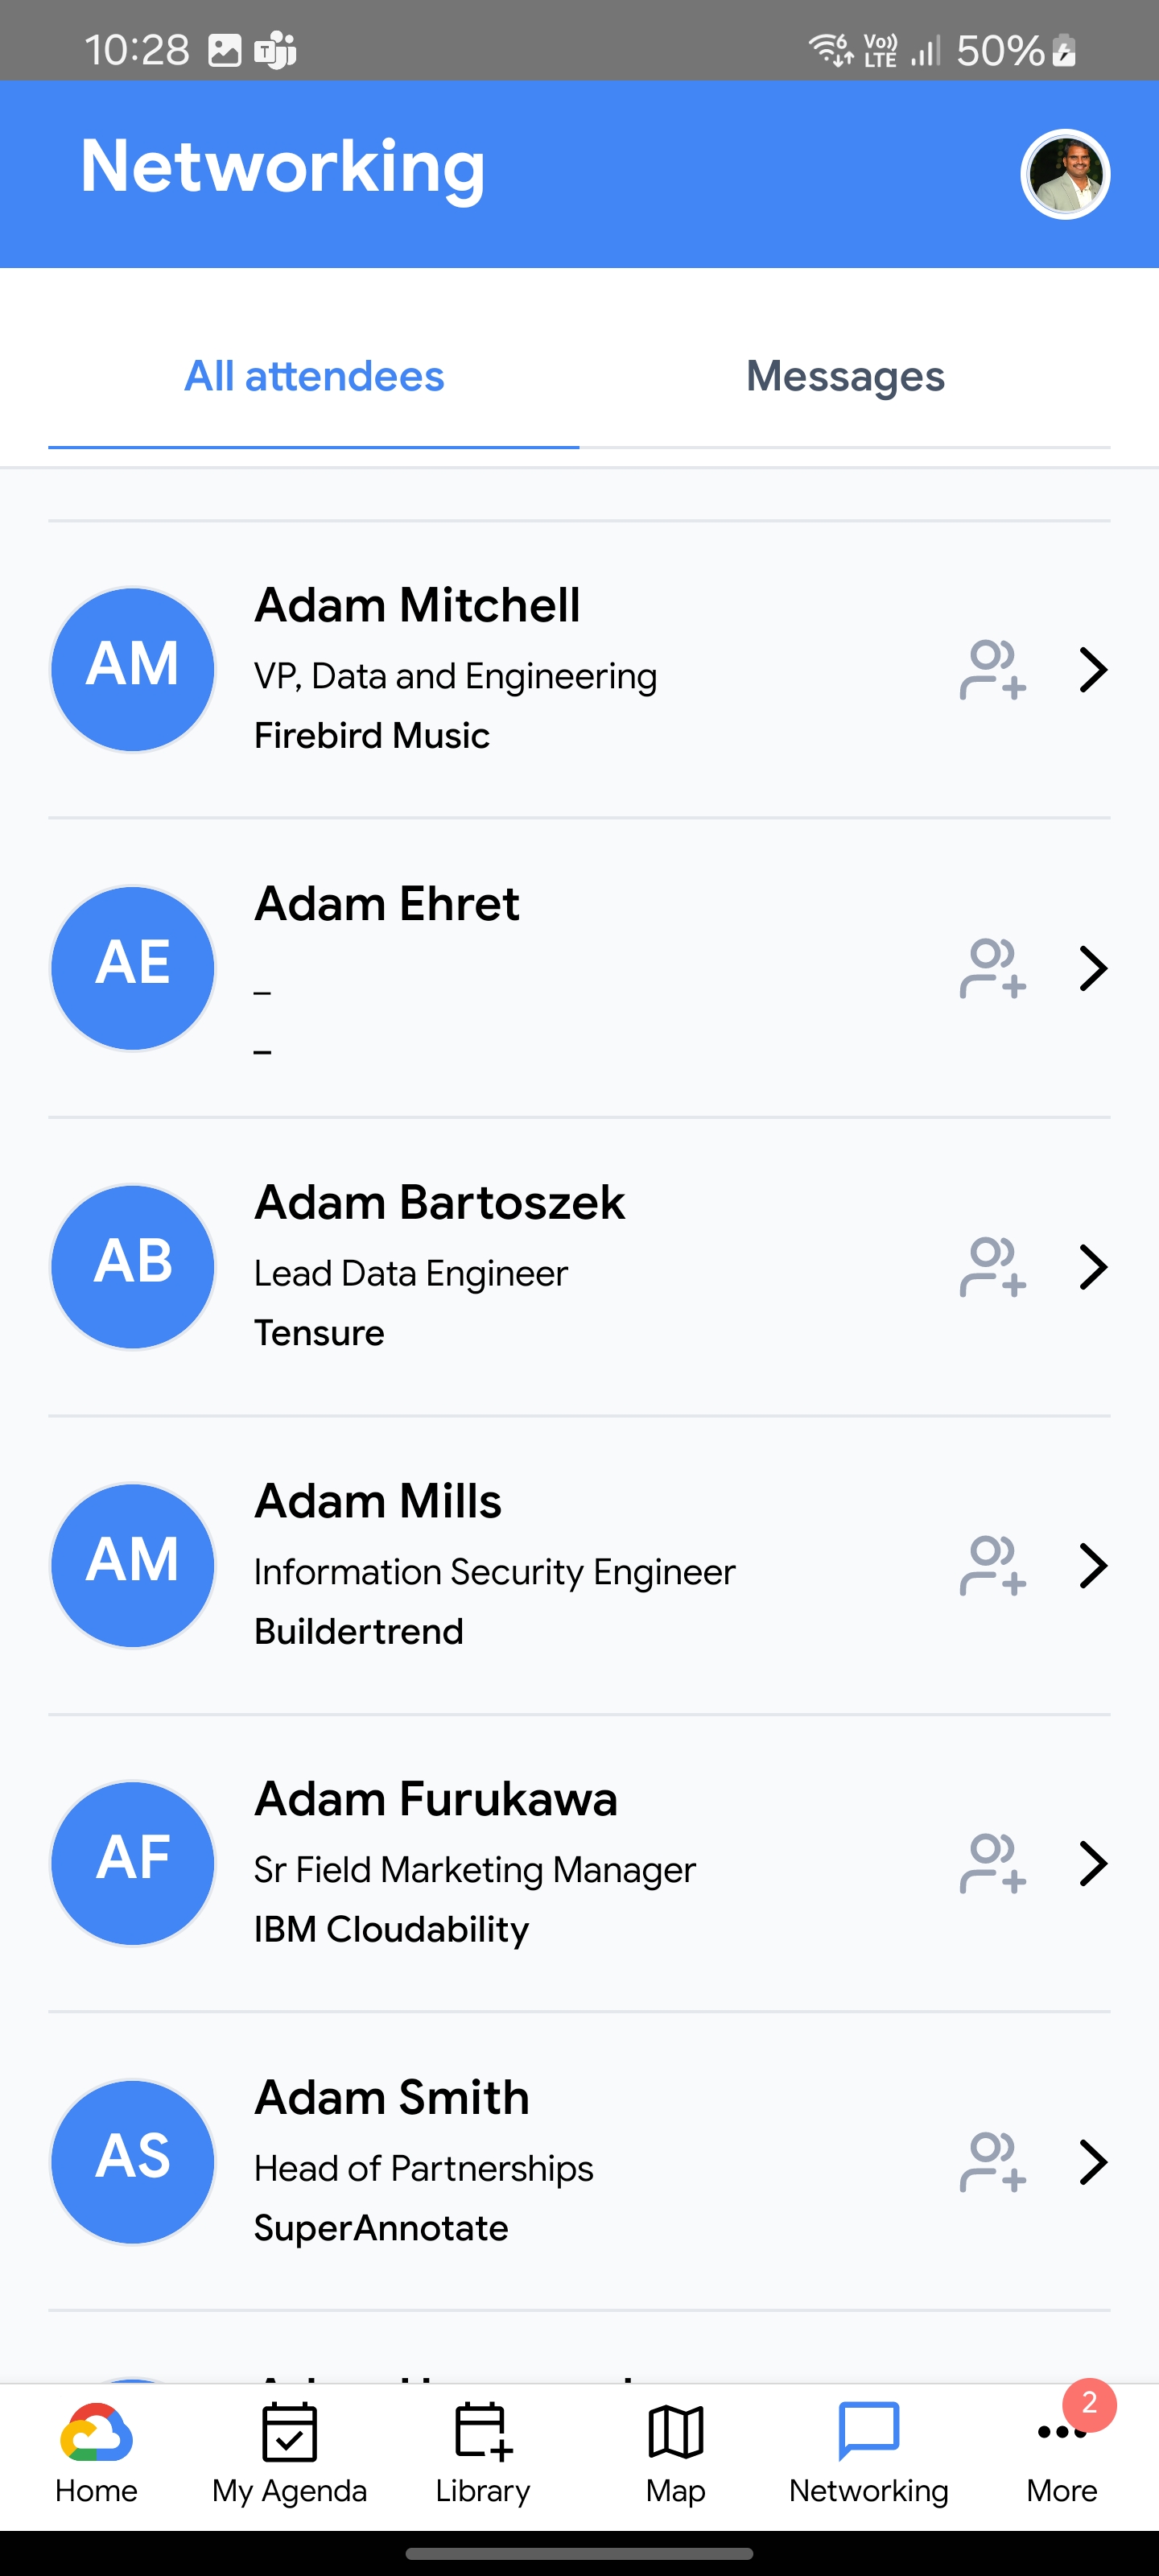 10:28
Vo)) LTE
50%
Networking
All attendees
Messages
AM
Adam Mitchell
VP, Data and Engineering
Firebird Music
AE
Adam Ehret
–
–
AB
Adam Bartoszek
Lead Data Engineer
Tensure
AM
Adam Mills
Information Security Engineer
Buildertrend
AF
Adam Furukawa
Sr Field Marketing Manager
IBM Cloudability
AS
Adam Smith
Head of Partnerships
SuperAnnotate
2
Home
My Agenda
Library
Map
Networking
More